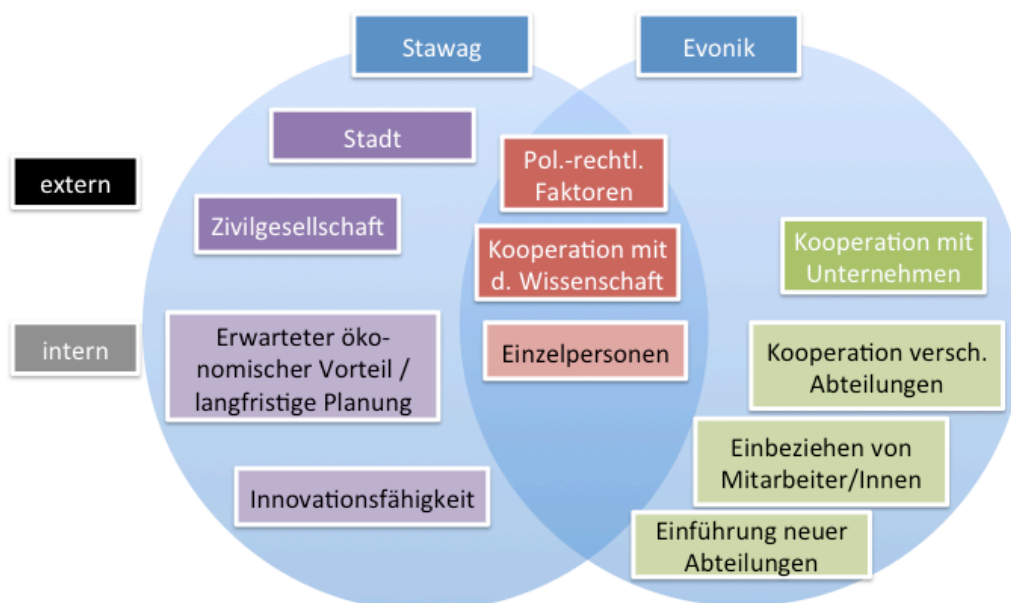 Stawag
Evonik
Stadt
extern
Pol.-rechtl.
Faktoren
Zivilgesellschaft
Kooperation mit
d. Wissenschaft
Kooperation mit
Unternehmen
intern
Erwarteter öko-
nomischer Vorteil /
langfristige Planung
Einzelpersonen
Kooperation versch.
Abteilungen
Innovationsfähigkeit
Einbeziehen von
Mitarbeiter/Innen
Einführung neuer
Abteilungen